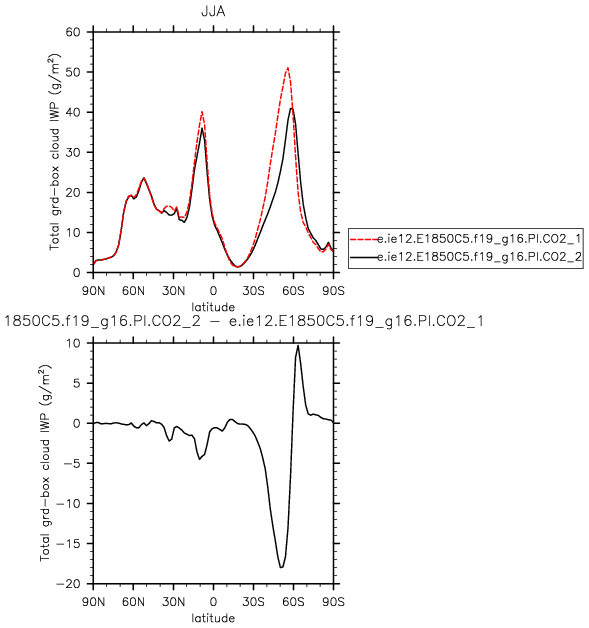 JJA
Total grd-box cloud IWP (g/m²)
60
50
40
30
20
10
0
90N 60N 30N 0 30S 60S 90S
latitude
e.ie12.E1850C5.f19_g16.PI.CO2_1
e.ie12.E1850C5.f19_g16.PI.CO2_2
1850C5.f19_g16.PI.CO2_2 - e.ie12.E1850C5.f19_g16.PI.CO2_1
Total grd-box cloud IWP (g/m²)
10
5
0
-5
-10
-15
-20
90N 60N 30N 0 30S 60S 90S
latitude